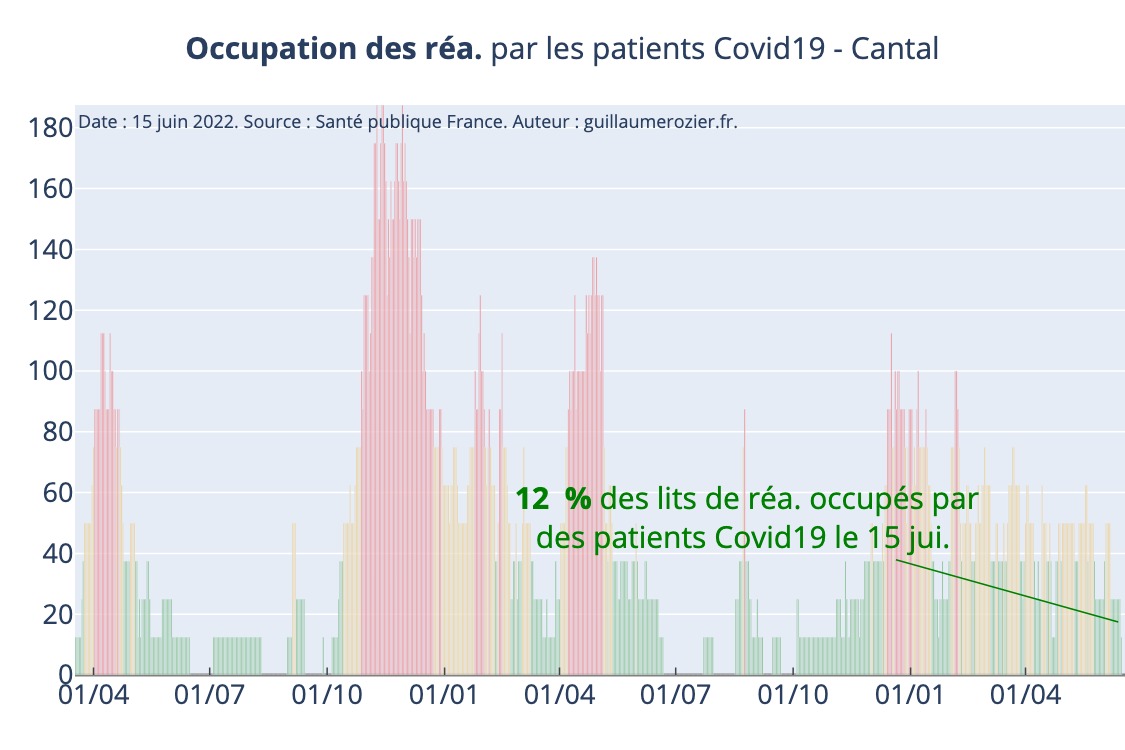 Occupation des réa. par les patients Covid19 - Cantal
Date : 15 juin 2022. Source : Santé publique France. Auteur : guillaumerozier.fr.
180
160
140
120
100
80
60
40
20
0
12 % des lits de réa. occupés par
des patients Covid19 le 15 jui.
01/04 01/07 01/10 01/01 01/04 01/07 01/10 01/01 01/04